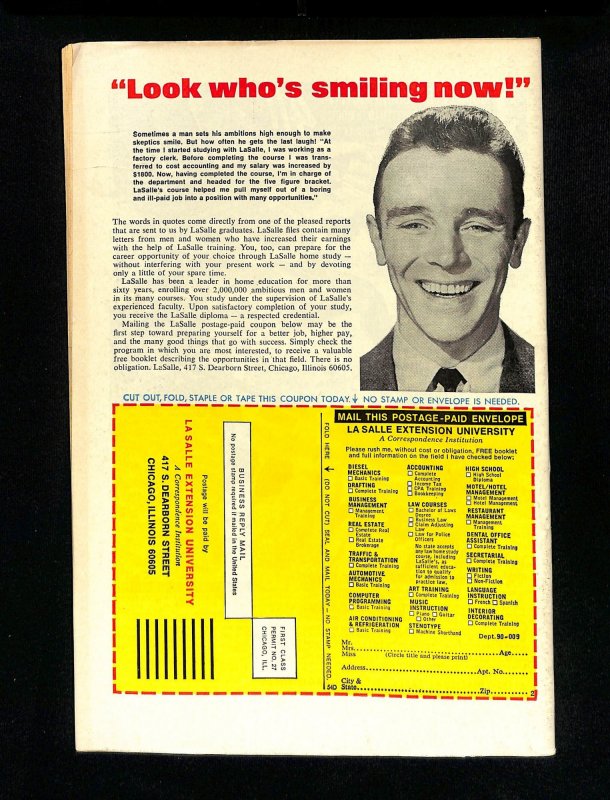 “Look who’s smiling now!”
Sometimes a man sets his ambitions high enough to make
skeptics smile. But how often he gets the last laugh! “At
the time I started studying with LaSalle, I was working as a
factory clerk. Before completing the course I was trans-
ferred to cost accounting and my salary was increased by
$1800. Now, having completed the course, I’m in charge of
the department and headed for the five figure bracket.
LaSalle’s course helped me pull myself out of a boring
and ill-paid job into a position with many opportunities.”
The words in quotes come directly from one of the pleased reports
that are sent to us by LaSalle graduates. LaSalle files contain many
letters from men and women who have increased their earnings
with the help of LaSalle training. You, too, can prepare for the
career opportunity of your choice through LaSalle home study —
without interfering with your present work — and by devoting
only a little of your spare time.
LaSalle has been a leader in home education for more than
sixty years, enrolling over 2,000,000 ambitious men and women
in its many courses. You study under the supervision of LaSalle’s
experienced faculty. Upon satisfactory completion of your study,
you receive the LaSalle diploma — a respected credential.
Mailing the LaSalle postage-paid coupon below may be the
first step toward preparing yourself for a better job, higher pay,
and the many good things that go with success. Simply check the
program in which you are most interested, to receive a valuable
free booklet describing the opportunities in that field. There is no
obligation. LaSalle, 417 S. Dearborn Street, Chicago, Illinois 60605.
CUT OUT, FOLD, STAPLE OR TAPE THIS COUPON TODAY. ↓ NO STAMP OR ENVELOPE IS NEEDED.
Postage will be paid by
LA SALLE EXTENSION UNIVERSITY
A Correspondence Institution
417 S. DEARBORN STREET
CHICAGO, ILLINOIS 60605
BUSINESS REPLY MAIL
No postage stamp required if mailed in the United States
FIRST CLASS
PERMIT NO. 27
CHICAGO, ILL.
FOLD HERE → (DO NOT CUT) SEAL AND MAIL TODAY — NO STAMP NEEDED.
540
MAIL THIS POSTAGE-PAID ENVELOPE
LA SALLE EXTENSION UNIVERSITY
A Correspondence Institution
Please rush me, without cost or obligation, FREE booklet
and full information on the field I have checked below:
DIESEL
MECHANICS
☐ Basic Training
DRAFTING
☐ Complete Training
BUSINESS
MANAGEMENT
☐ Management
Training
REAL ESTATE
☐ Complete Real
Estate
☐ Real Estate
Brokerage
TRAFFIC &
TRANSPORTATION
☐ Complete Training
AUTOMOTIVE
MECHANICS
☐ Basic Training
COMPUTER
PROGRAMMING
☐ Basic Training
AIR CONDITIONING
& REFRIGERATION
☐ Basic Training
ACCOUNTING
☐ Complete
Accounting
☐ Income Tax
☐ CPA Training
☐ Bookkeeping
LAW COURSES
☐ Bachelor of Laws
Degree
☐ Business Law
☐ Claim Adjusting
Law
☐ Law for Police
Officers
No state accepts
any law home study
course, including
LaSalle’s, as
sufficient educa-
tion to qualify
for admission to
practice law.
ART TRAINING
☐ Complete Training
MUSIC
INSTRUCTION
☐ Piano ☐ Guitar
☐ Other
STENOTYPE
☐ Machine Shorthand
HIGH SCHOOL
☐ High School
Diploma
MOTEL/HOTEL
MANAGEMENT
☐ Motel Management
☐ Hotel Management
RESTAURANT
MANAGEMENT
☐ Management
Training
DENTAL OFFICE
ASSISTANT
☐ Complete Training
SECRETARIAL
☐ Complete Training
WRITING
☐ Fiction
☐ Non-Fiction
LANGUAGE
INSTRUCTION
☐ French ☐ Spanish
INTERIOR
DECORATING
☐ Complete Training
Dept. 90-009
Mr.
Mrs.
Miss ........ Age....
(Circle title and please print)
Address........ Apt. No....
City &
State........ Zip.... 2